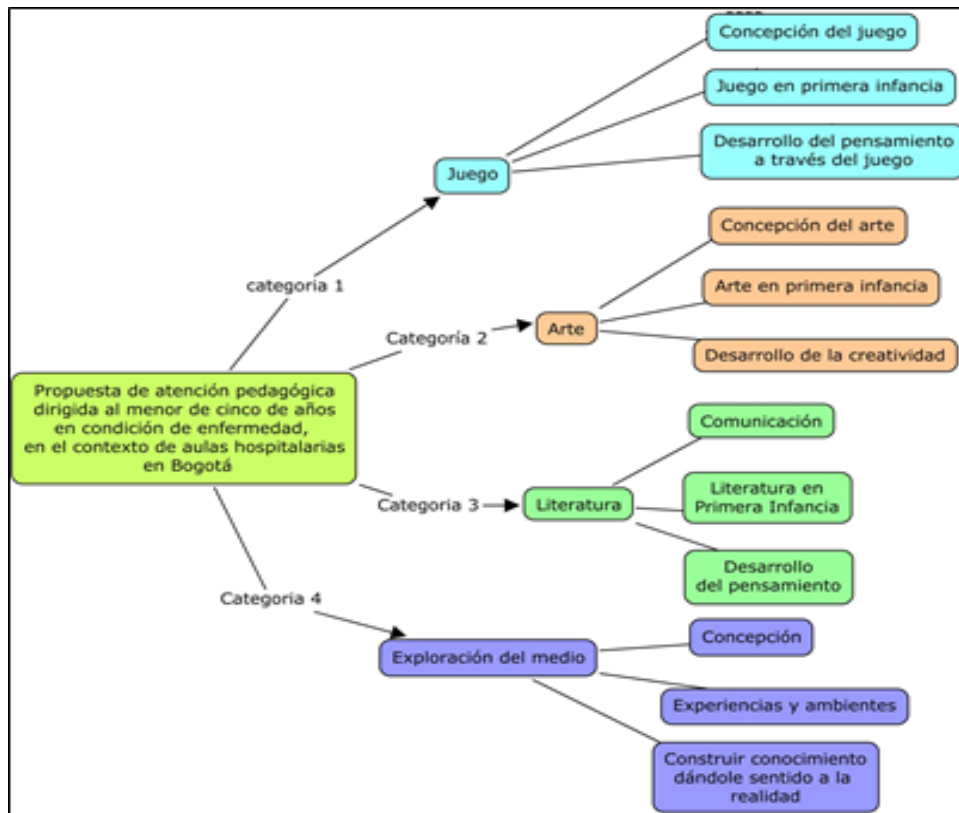 Concepción del juego
Juego en primera infancia
Desarrollo del pensamiento
a través del juego
Juego
categoria 1
Concepción del arte
Arte en primera infancia
Desarrollo de la creatividad
Arte
Categoría 2
Propuesta de atención pedagógica
dirigida al menor de cinco de años
en condición de enfermedad,
en el contexto de aulas hospitalarias
en Bogotá
Comunicación
Literatura en
Primera Infancia
Desarrollo
del pensamiento
Categoria 3
Literatura
Categoria 4
Exploración del medio
Concepción
Experiencias y ambientes
Construir conocimiento
dándole sentido a la
realidad